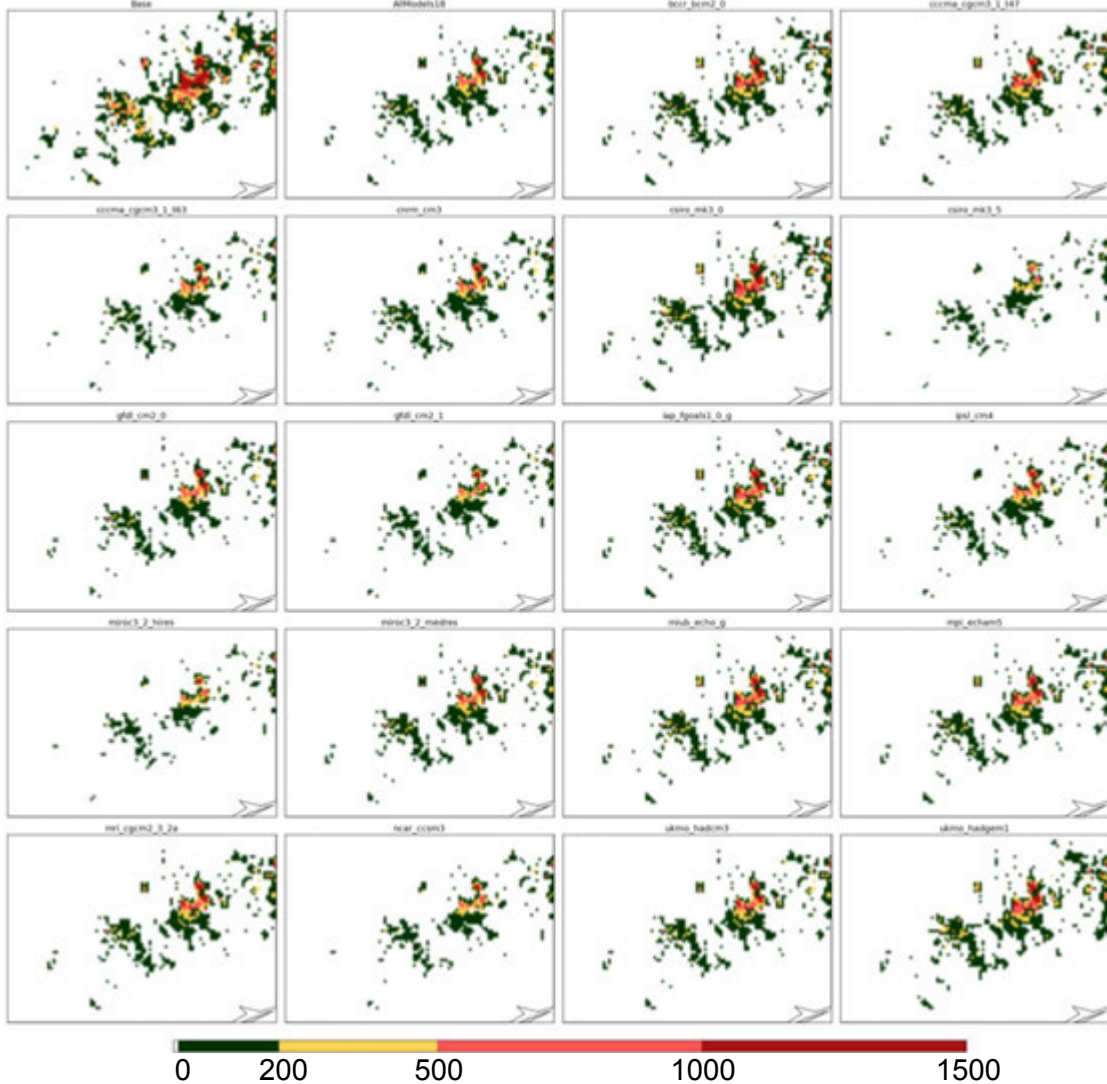 Base
AllModels18
bccr_bcm2_0
cccma_cgcm3_1_t47
cccma_cgcm3_1_t63
cnrm_cm3
csiro_mk3_0
csiro_mk3_5
gfdl_cm2_0
gfdl_cm2_1
iap_fgoals1_0_g
ipsl_cm4
miroc3_2_hires
miroc3_2_medres
miub_echo_g
mpi_echam5
mri_cgcm2_3_2a
ncar_ccsm3
ukmo_hadcm3
ukmo_hadgem1
0 200 500 1000 1500